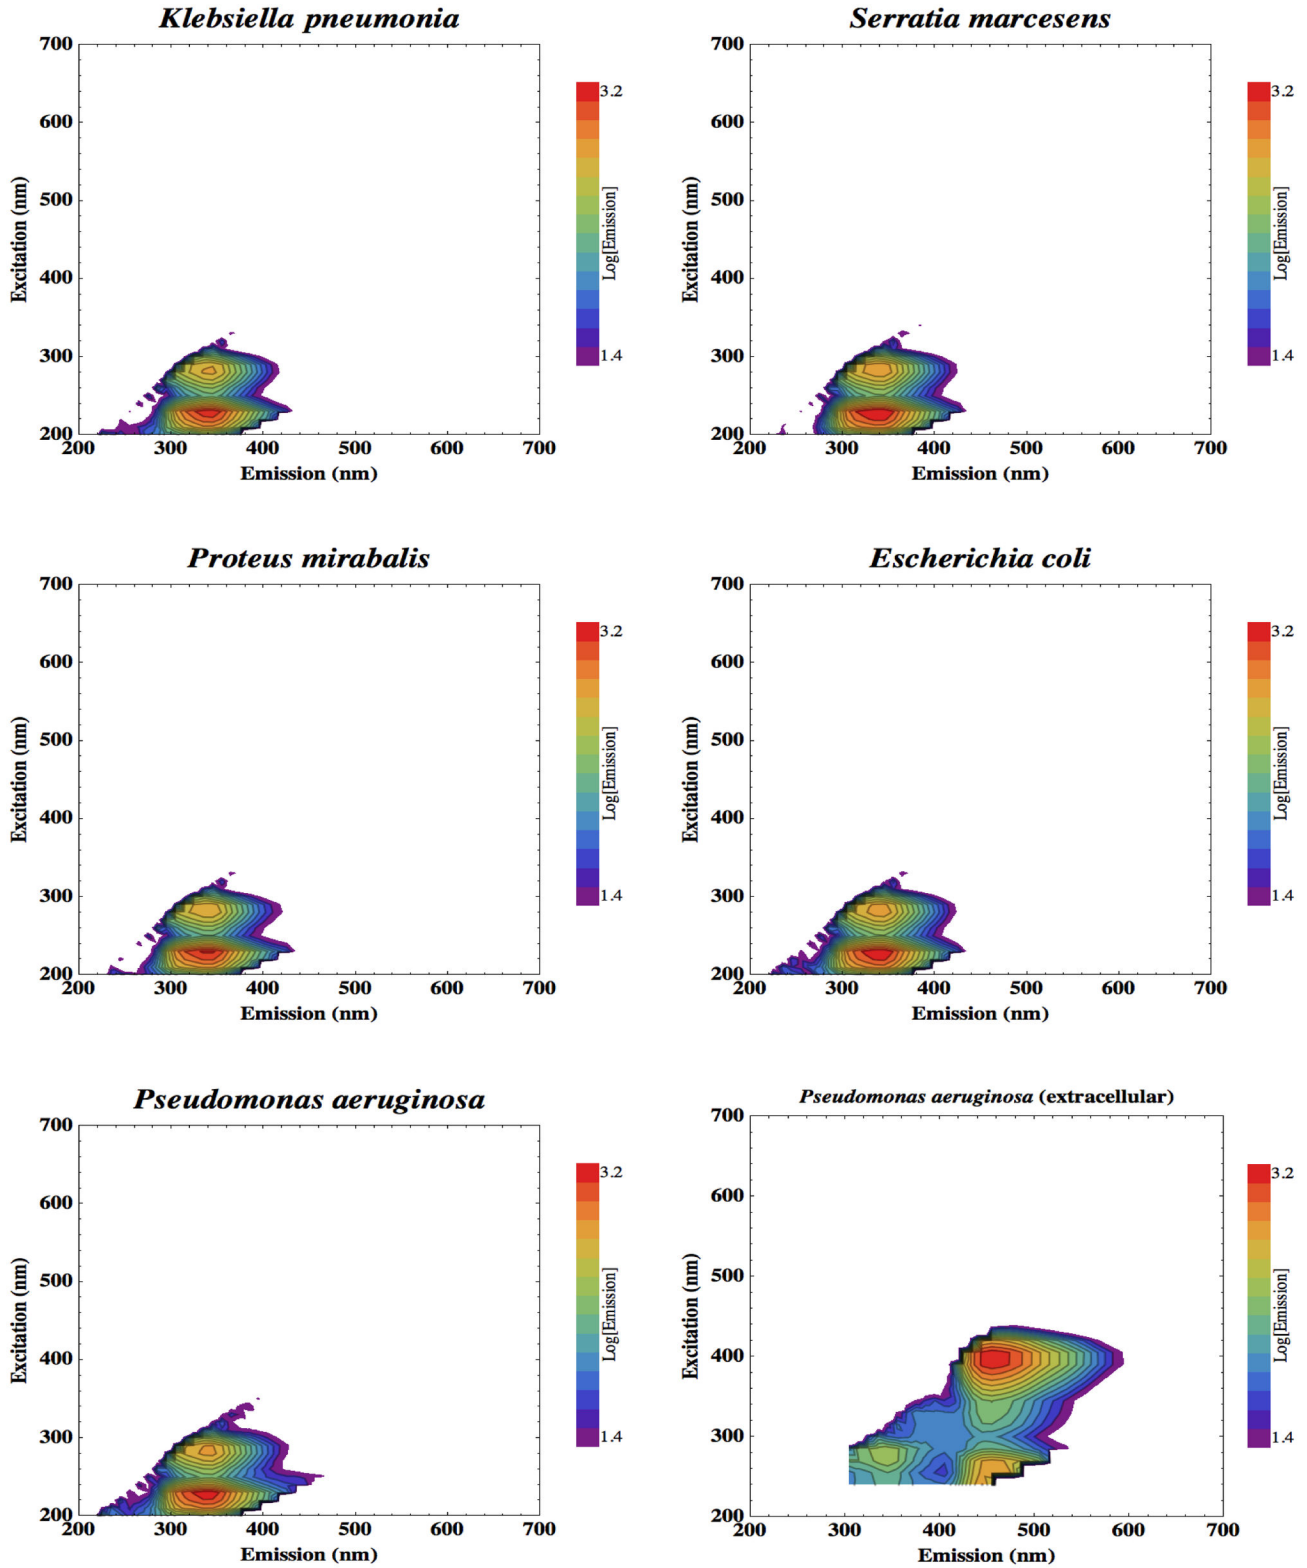 Klebsiella pneumonia
700
600
500
400
300
200
Excitation (nm)
200 300 400 500 600 700
Emission (nm)
3.2
Log[Emission]
1.4
Serratia marcesens
700
600
500
400
300
200
Excitation (nm)
200 300 400 500 600 700
Emission (nm)
3.2
Log[Emission]
1.4
Proteus mirabalis
700
600
500
400
300
200
Excitation (nm)
200 300 400 500 600 700
Emission (nm)
3.2
Log[Emission]
1.4
Escherichia coli
700
600
500
400
300
200
Excitation (nm)
200 300 400 500 600 700
Emission (nm)
3.2
Log[Emission]
1.4
Pseudomonas aeruginosa
700
600
500
400
300
200
Excitation (nm)
200 300 400 500 600 700
Emission (nm)
3.2
Log[Emission]
1.4
Pseudomonas aeruginosa (extracellular)
700
600
500
400
300
200
Excitation (nm)
200 300 400 500 600 700
Emission (nm)
3.2
Log[Emission]
1.4